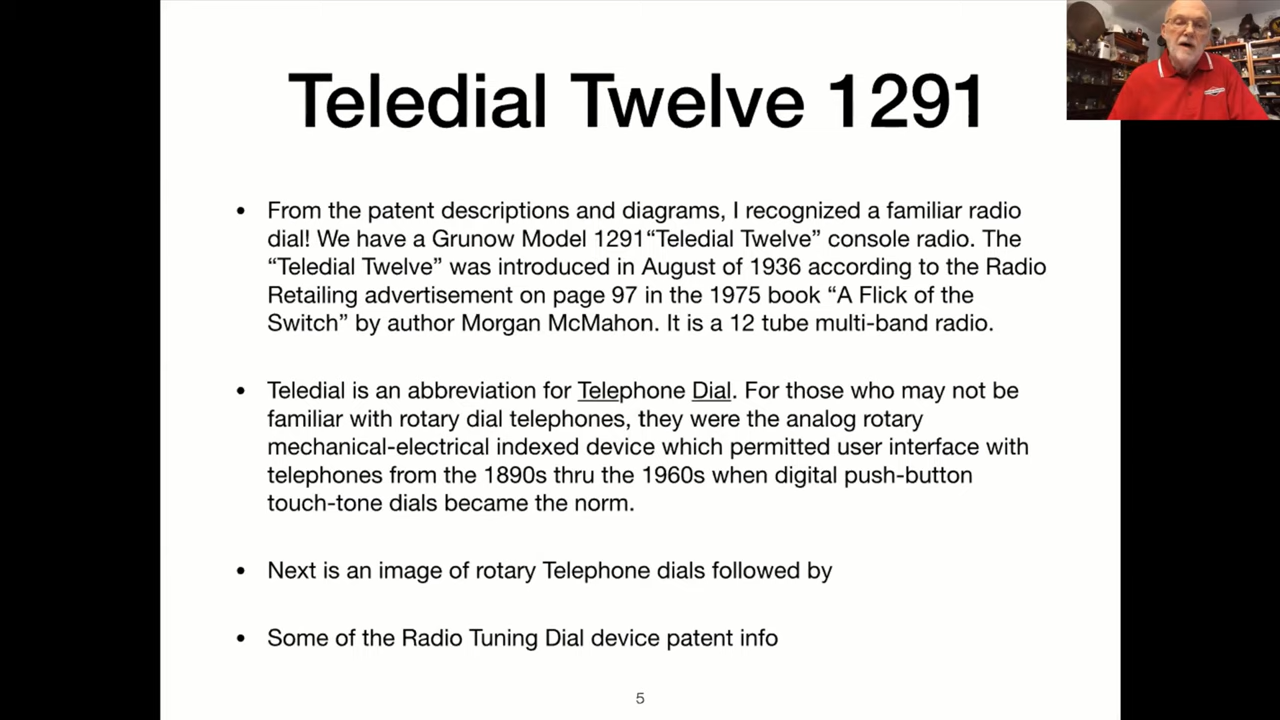 Teledial Twelve 1291
• From the patent descriptions and diagrams, I recognized a familiar radio
dial! We have a Grunow Model 1291“Teledial Twelve” console radio. The
“Teledial Twelve” was introduced in August of 1936 according to the Radio
Retailing advertisement on page 97 in the 1975 book “A Flick of the
Switch” by author Morgan McMahon. It is a 12 tube multi-band radio.
• Teledial is an abbreviation for Telephone Dial. For those who may not be
familiar with rotary dial telephones, they were the analog rotary
mechanical-electrical indexed device which permitted user interface with
telephones from the 1890s thru the 1960s when digital push-button
touch-tone dials became the norm.
• Next is an image of rotary Telephone dials followed by
• Some of the Radio Tuning Dial device patent info
5